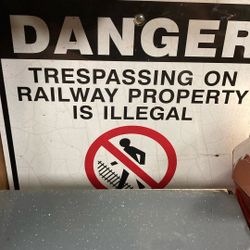 DANGER
TRESPASSING ON
RAILWAY PROPERTY
IS ILLEGAL